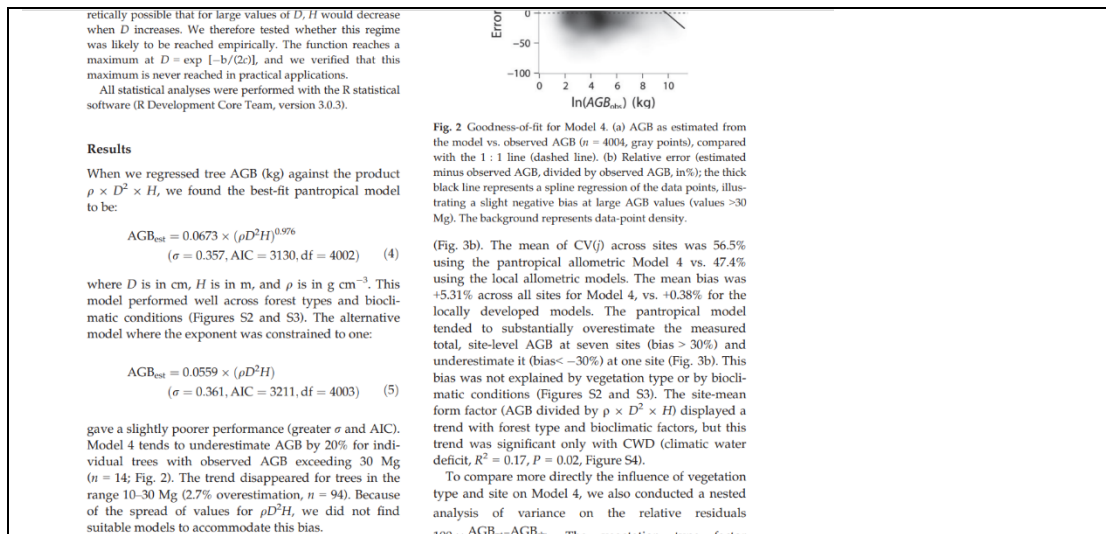 retically possible that for large values of D, H would decrease
when D increases. We therefore tested whether this regime
was likely to be reached empirically. The function reaches a
maximum at D = exp [−b/(2c)], and we verified that this
maximum is never reached in practical applications.
All statistical analyses were performed with the R statistical
software (R Development Core Team, version 3.0.3).
Results
When we regressed tree AGB (kg) against the product
ρ × D² × H, we found the best-fit pantropical model
to be:
AGBest = 0.0673 × (ρD²H)^0.976
(σ = 0.357, AIC = 3130, df = 4002) (4)
where D is in cm, H is in m, and ρ is in g cm⁻³. This
model performed well across forest types and biocli-
matic conditions (Figures S2 and S3). The alternative
model where the exponent was constrained to one:
AGBest = 0.0559 × (ρD²H)
(σ = 0.361, AIC = 3211, df = 4003) (5)
gave a slightly poorer performance (greater σ and AIC).
Model 4 tends to underestimate AGB by 20% for indi-
vidual trees with observed AGB exceeding 30 Mg
(n = 14; Fig. 2). The trend disappeared for trees in the
range 10–30 Mg (2.7% overestimation, n = 94). Because
of the spread of values for ρD²H, we did not find
suitable models to accommodate this bias.
Error
0
−50
−100
0 2 4 6 8 10
ln(AGBobs) (kg)
Fig. 2 Goodness-of-fit for Model 4. (a) AGB as estimated from
the model vs. observed AGB (n = 4004, gray points), compared
with the 1 : 1 line (dashed line). (b) Relative error (estimated
minus observed AGB, divided by observed AGB, in%); the thick
black line represents a spline regression of the data points, illus-
trating a slight negative bias at large AGB values (values >30
Mg). The background represents data-point density.
(Fig. 3b). The mean of CV(j) across sites was 56.5%
using the pantropical allometric Model 4 vs. 47.4%
using the local allometric models. The mean bias was
+5.31% across all sites for Model 4, vs. +0.38% for the
locally developed models. The pantropical model
tended to substantially overestimate the measured
total, site-level AGB at seven sites (bias > 30%) and
underestimate it (bias< −30%) at one site (Fig. 3b). This
bias was not explained by vegetation type or by biocli-
matic conditions (Figures S2 and S3). The site-mean
form factor (AGB divided by ρ × D² × H) displayed a
trend with forest type and bioclimatic factors, but this
trend was significant only with CWD (climatic water
deficit, R² = 0.17, P = 0.02, Figure S4).
To compare more directly the influence of vegetation
type and site on Model 4, we also conducted a nested
analysis of variance on the relative residuals